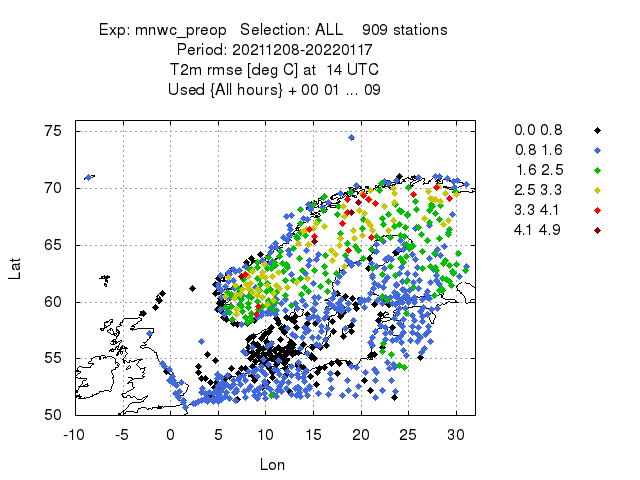 Exp: mnwc_preop Selection: ALL 909 stations
Period: 20211208-20220117
T2m rmse [deg C] at 14 UTC
Used {All hours} + 00 01 ... 09
75
70
65
60
55
50
Lat
-10 -5 0 5 10 15 20 25 30
Lon
0.0 0.8
0.8 1.6
1.6 2.5
2.5 3.3
3.3 4.1
4.1 4.9